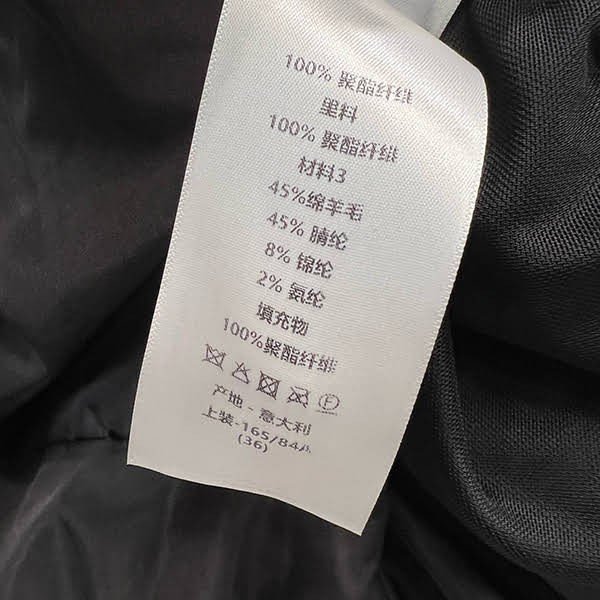 100% 聚酯纤维
里料
100% 聚酯纤维
材料3
45%绵羊毛
45% 腈纶
8% 锦纶
2% 氨纶
填充物
100%聚酯纤维
F
产地 - 意大利
上装-165/84A
(36)